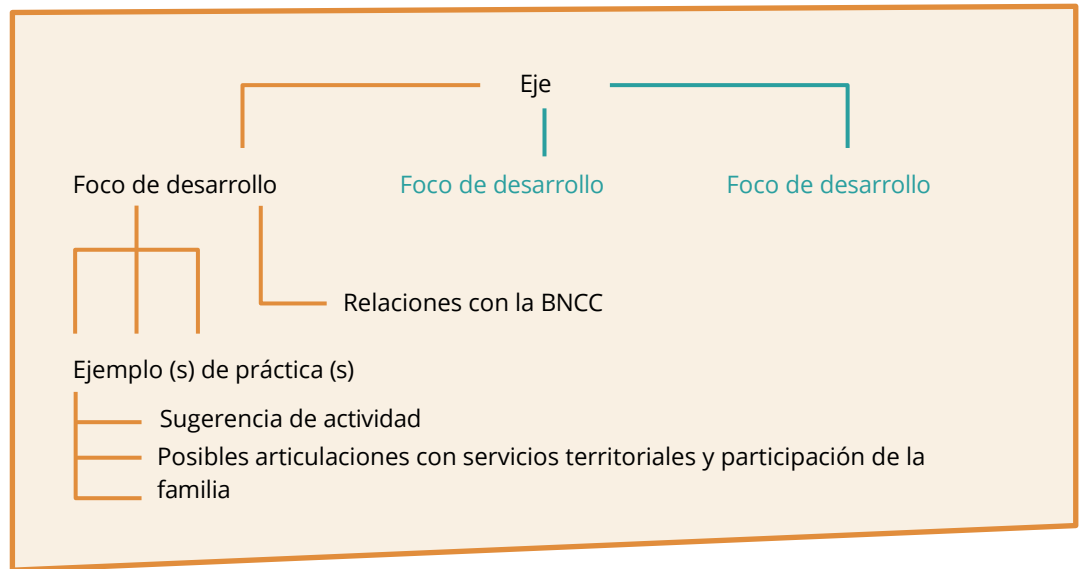 Eje
Foco de desarrollo
Foco de desarrollo
Foco de desarrollo
Relaciones con la BNCC
Ejemplo (s) de práctica (s)
Sugerencia de actividad
Posibles articulaciones con servicios territoriales y participación de la
familia